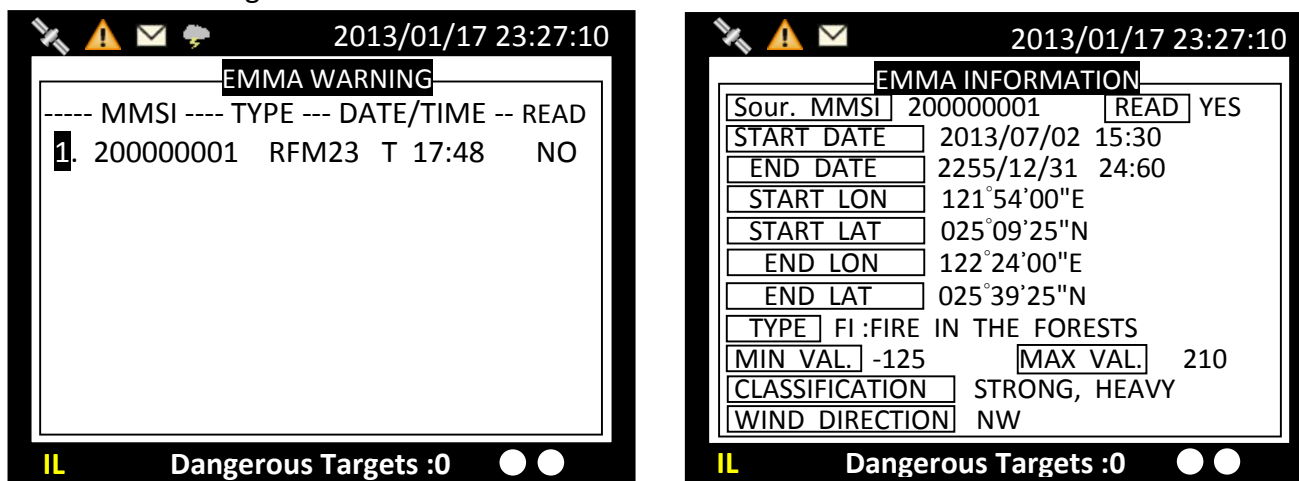 2013/01/17 23:27:10
EMMA WARNING
----- MMSI ---- TYPE --- DATE/TIME -- READ
1. 200000001 RFM23 T 17:48 NO
IL Dangerous Targets :0
2013/01/17 23:27:10
EMMA INFORMATION
Sour. MMSI 200000001 READ YES
START DATE 2013/07/02 15:30
END DATE 2255/12/31 24:60
START LON 121°54’00"E
START LAT 025°09’25"N
END LON 122°24’00"E
END LAT 025°39’25"N
TYPE FI :FIRE IN THE FORESTS
MIN VAL. -125 MAX VAL. 210
CLASSIFICATION STRONG, HEAVY
WIND DIRECTION NW
IL Dangerous Targets :0